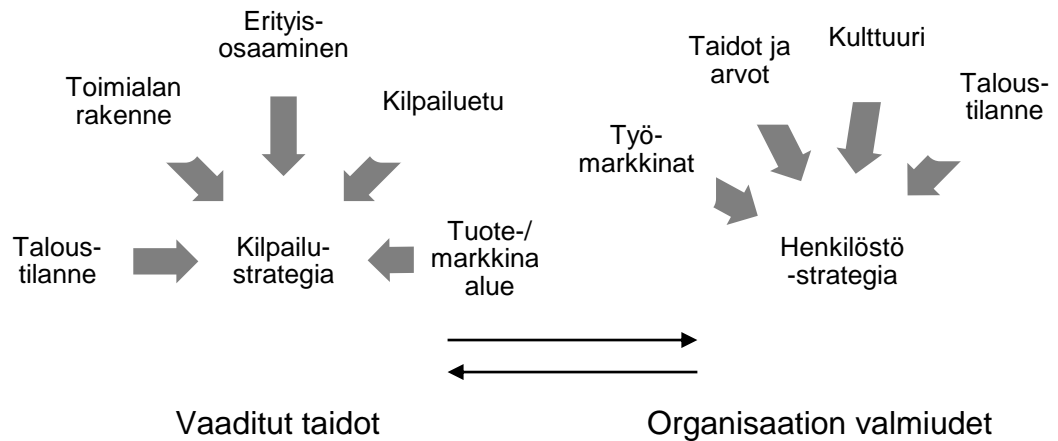 Erityis-
osaaminen
Toimialan
rakenne
Kilpailuetu
Talous-
tilanne
Kilpailu-
strategia
Tuote-/
markkina
alue
Vaaditut taidot
Työ-
markkinat
Taidot ja
arvot
Kulttuuri
Talous-
tilanne
Henkilöstö
-strategia
Organisaation valmiudet